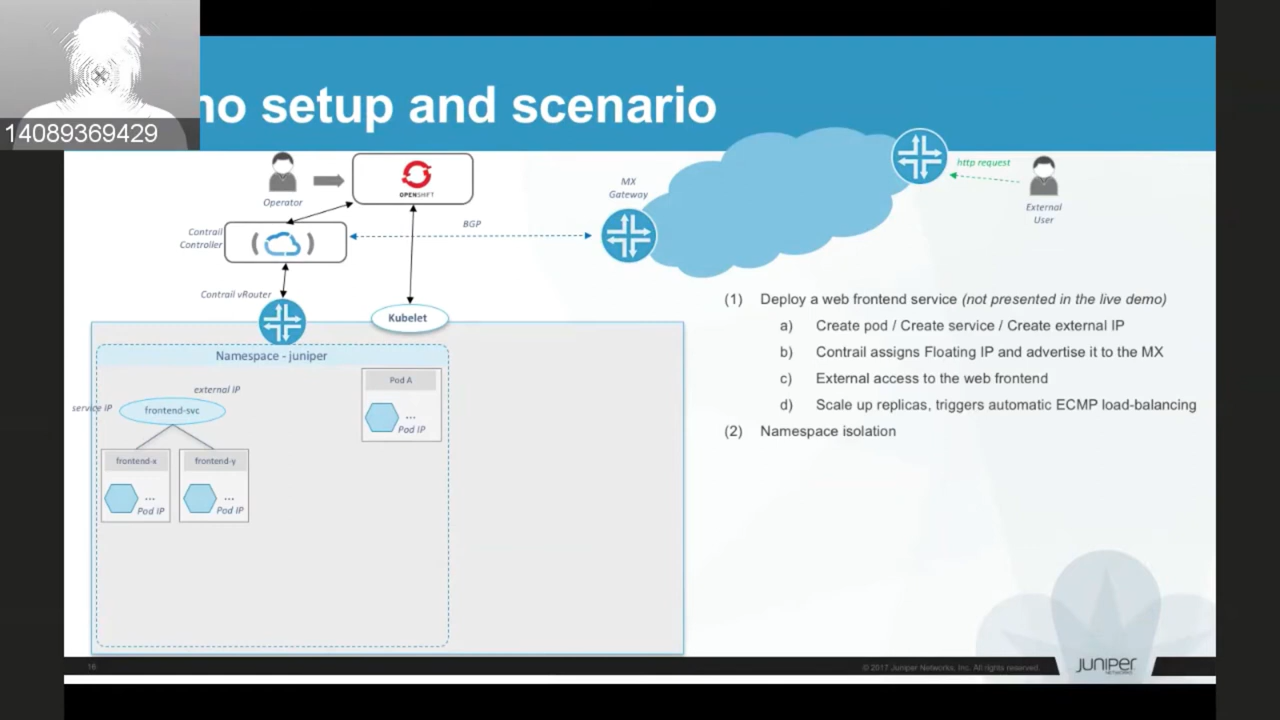 14089369429
no setup and scenario
Operator
OPENSHIFT
MX
Gateway
http request
External
User
Contrail
Controller
BGP
Contrail vRouter
Kubelet
Namespace - juniper
external IP
service IP
frontend-svc
Pod A
...
Pod IP
frontend-x
...
Pod IP
frontend-y
...
Pod IP
(1) Deploy a web frontend service (not presented in the live demo)
a) Create pod / Create service / Create external IP
b) Contrail assigns Floating IP and advertise it to the MX
c) External access to the web frontend
d) Scale up replicas, triggers automatic ECMP load-balancing
(2) Namespace isolation
16
© 2017 Juniper Networks, Inc. All rights reserved.
JUNIPER
NETWORKS